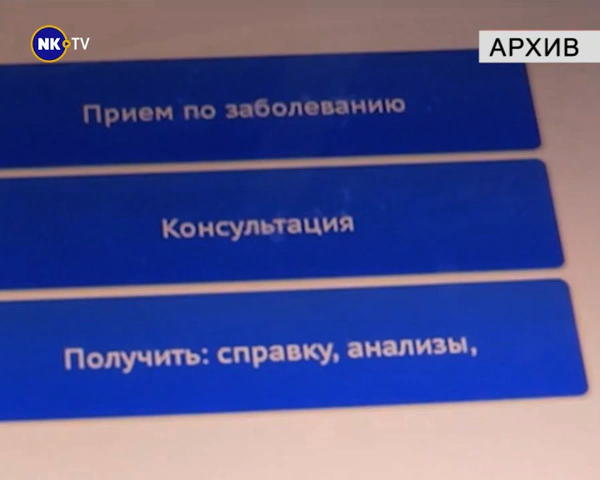 NK TV
АРХИВ
Прием по заболеванию
Консультация
Получить: справку, анализы,